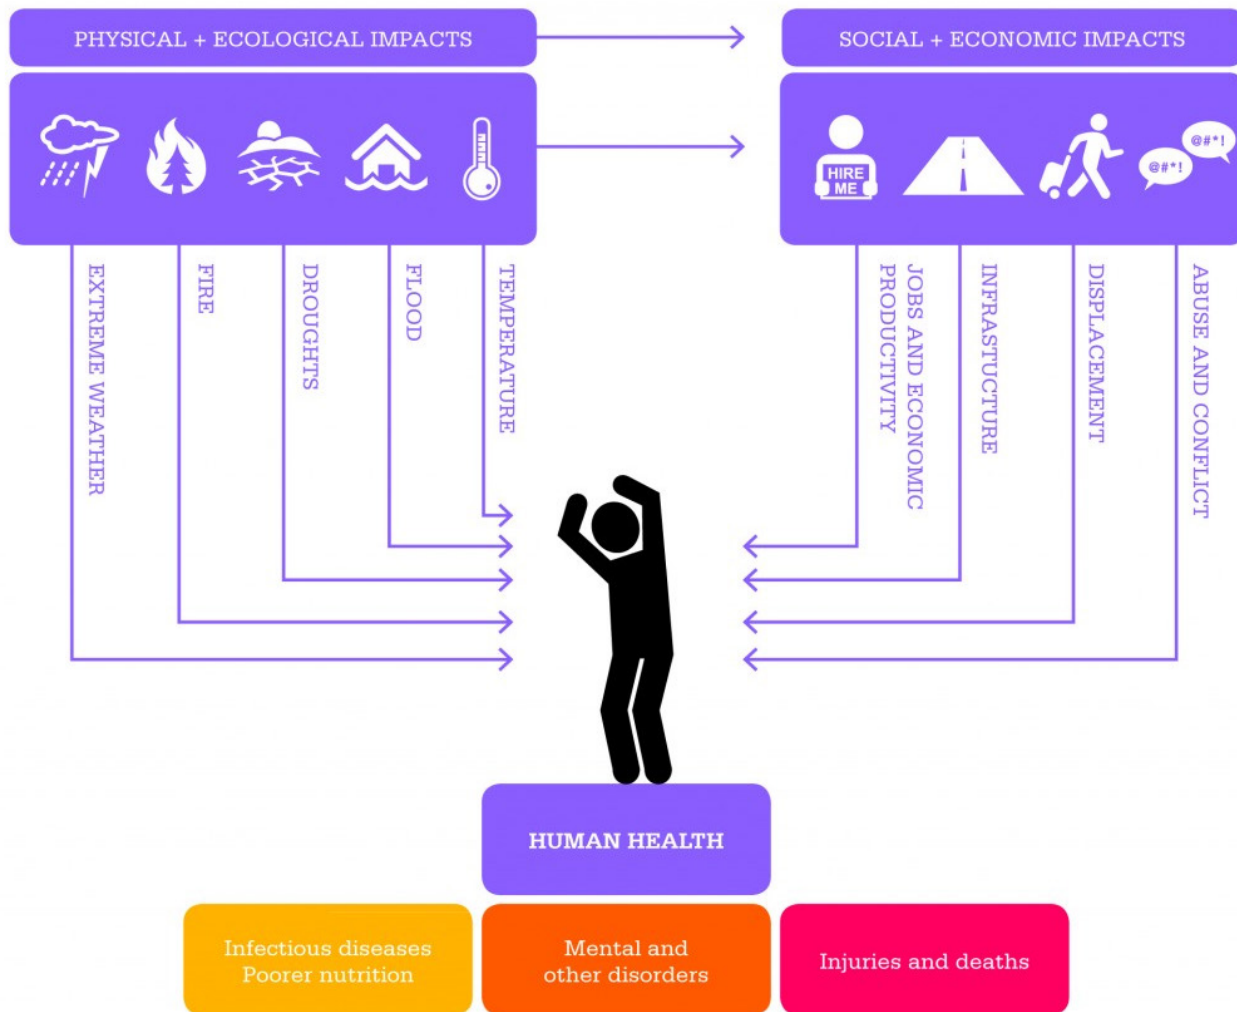 PHYSICAL + ECOLOGICAL IMPACTS
SOCIAL + ECONOMIC IMPACTS
HIRE
ME
@#*!
@#*!
EXTREME WEATHER
FIRE
DROUGHTS
FLOOD
TEMPERATURE
JOBS AND ECONOMIC
PRODUCTIVITY
INFRASTUCTURE
DISPLACEMENT
ABUSE AND CONFLICT
HUMAN HEALTH
Infectious diseases
Poorer nutrition
Mental and
other disorders
Injuries and deaths